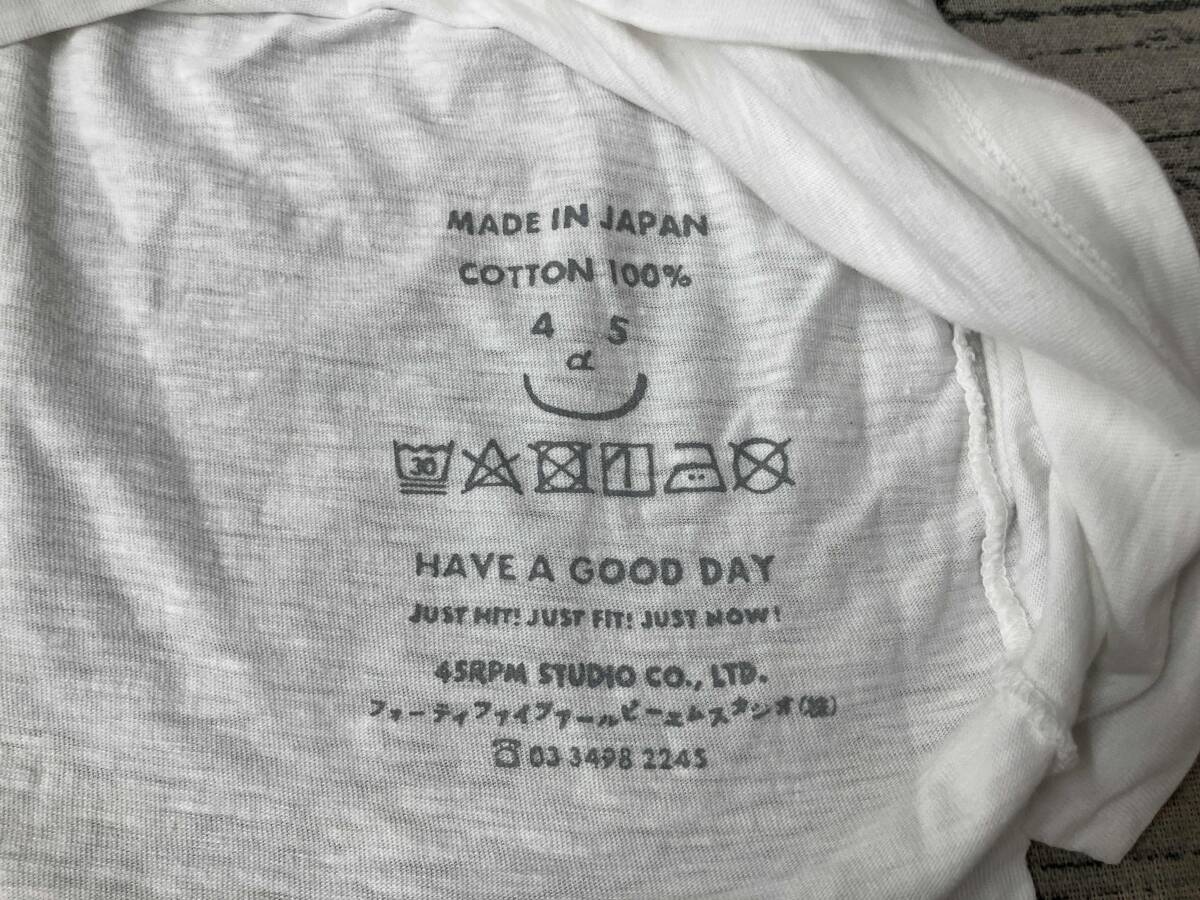 MADE IN JAPAN
COTTON 100%
4 5
α
30
HAVE A GOOD DAY
JUST HIT! JUST FIT! JUST NOW!
45RPM STUDIO CO., LTD.
フォーティファイブアールピーエムスタジオ(株)
☎ 03 3498 2245